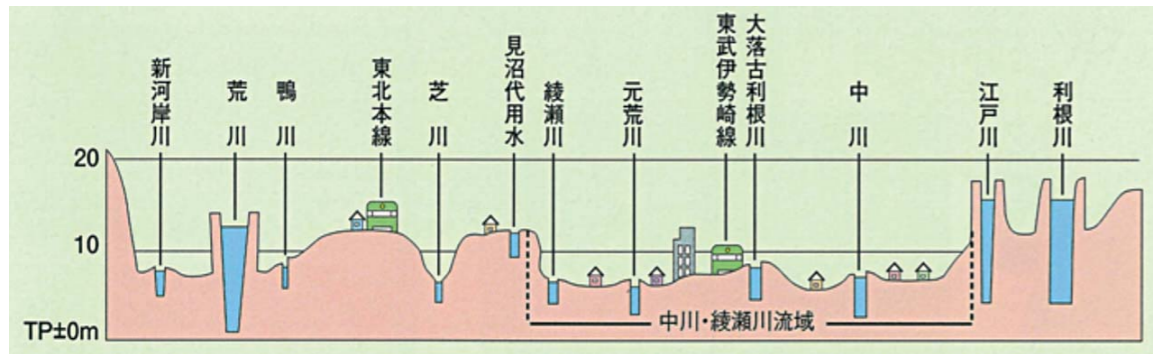 新河岸川
荒川
鴨川
東北本線
芝川
見沼代用水
綾瀬川
元荒川
東武伊勢崎線
大落古利根川
中川
江戸川
利根川
20
10
TP±0m
中川・綾瀬川流域